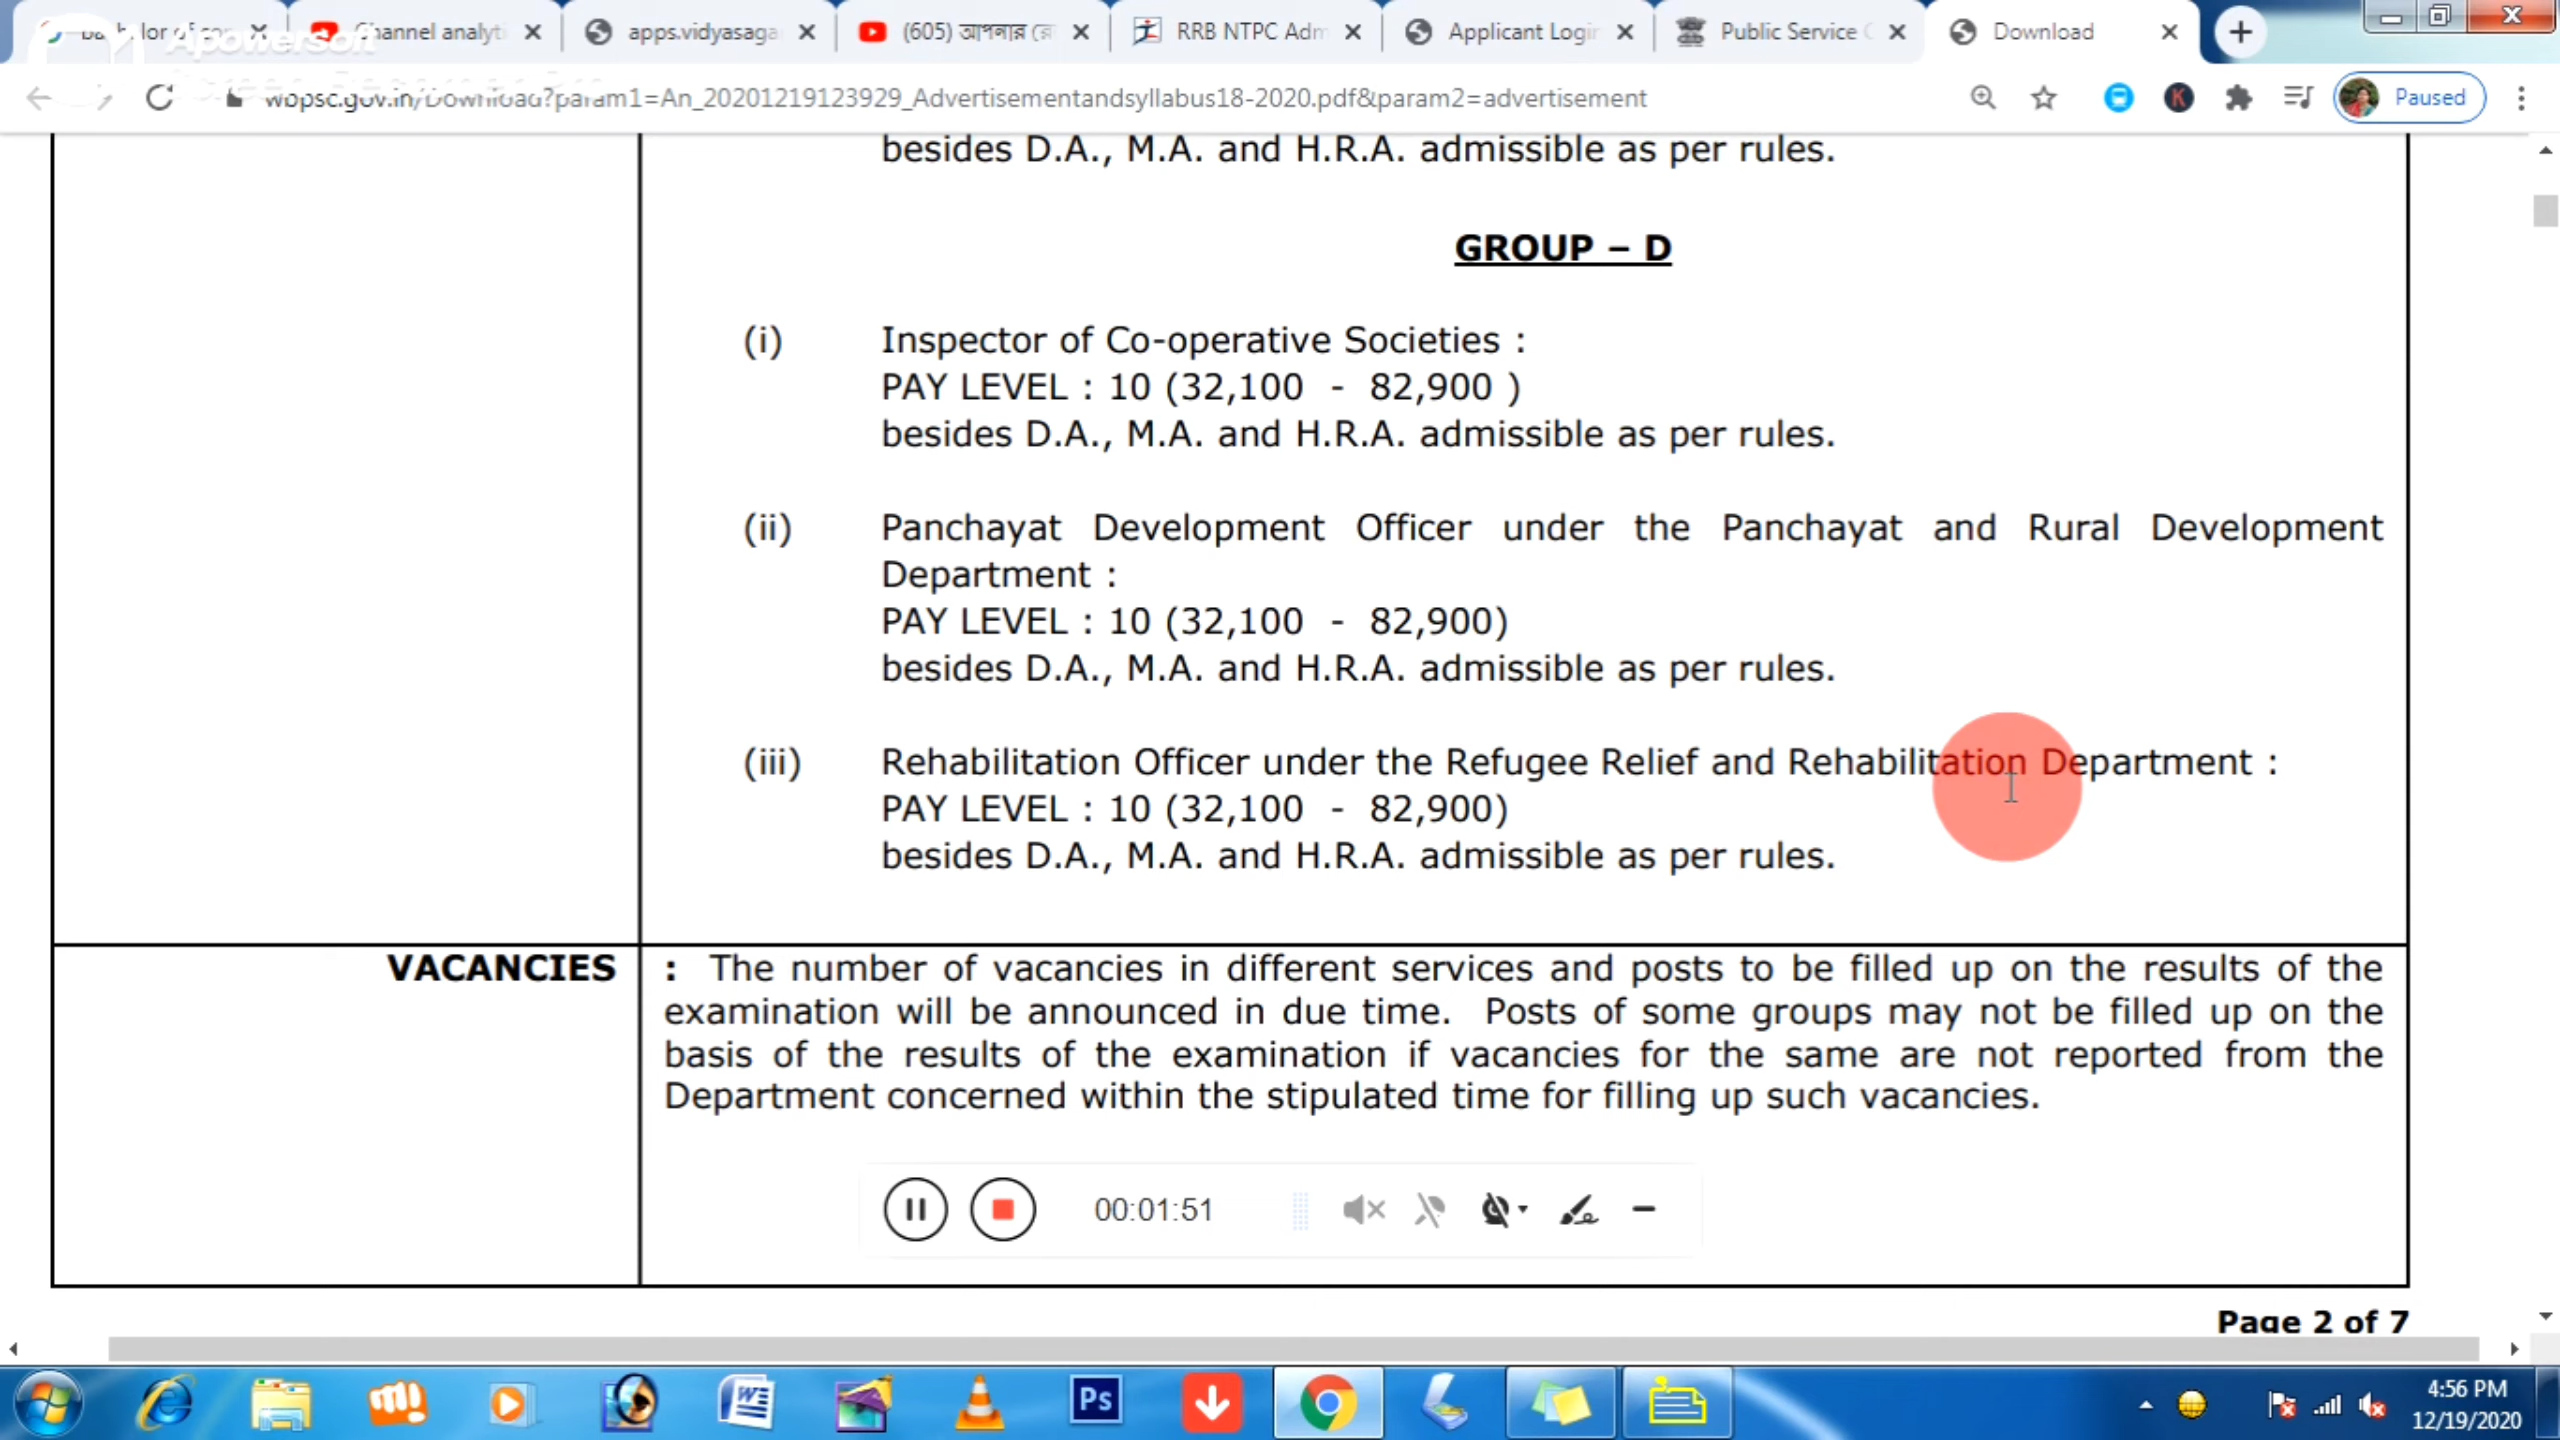 Channel analyti
apps.vidyasaga
(605) আপনার (রে
RRB NTPC Adm
Applicant Login
Public Service C
Download
Apowersoft
wbpsc.gov.in/Download?param1=An_20201219123929_Advertisementandsyllabus18-2020.pdf&param2=advertisement
Paused
besides D.A., M.A. and H.R.A. admissible as per rules.
GROUP – D
(i) Inspector of Co-operative Societies :
PAY LEVEL : 10 (32,100 - 82,900 )
besides D.A., M.A. and H.R.A. admissible as per rules.
(ii) Panchayat Development Officer under the Panchayat and Rural Development
Department :
PAY LEVEL : 10 (32,100 - 82,900)
besides D.A., M.A. and H.R.A. admissible as per rules.
(iii) Rehabilitation Officer under the Refugee Relief and Rehabilitation Department :
PAY LEVEL : 10 (32,100 - 82,900)
besides D.A., M.A. and H.R.A. admissible as per rules.
VACANCIES : The number of vacancies in different services and posts to be filled up on the results of the
examination will be announced in due time. Posts of some groups may not be filled up on the
basis of the results of the examination if vacancies for the same are not reported from the
Department concerned within the stipulated time for filling up such vacancies.
00:01:51
Page 2 of 7
Ps
4:56 PM
12/19/2020